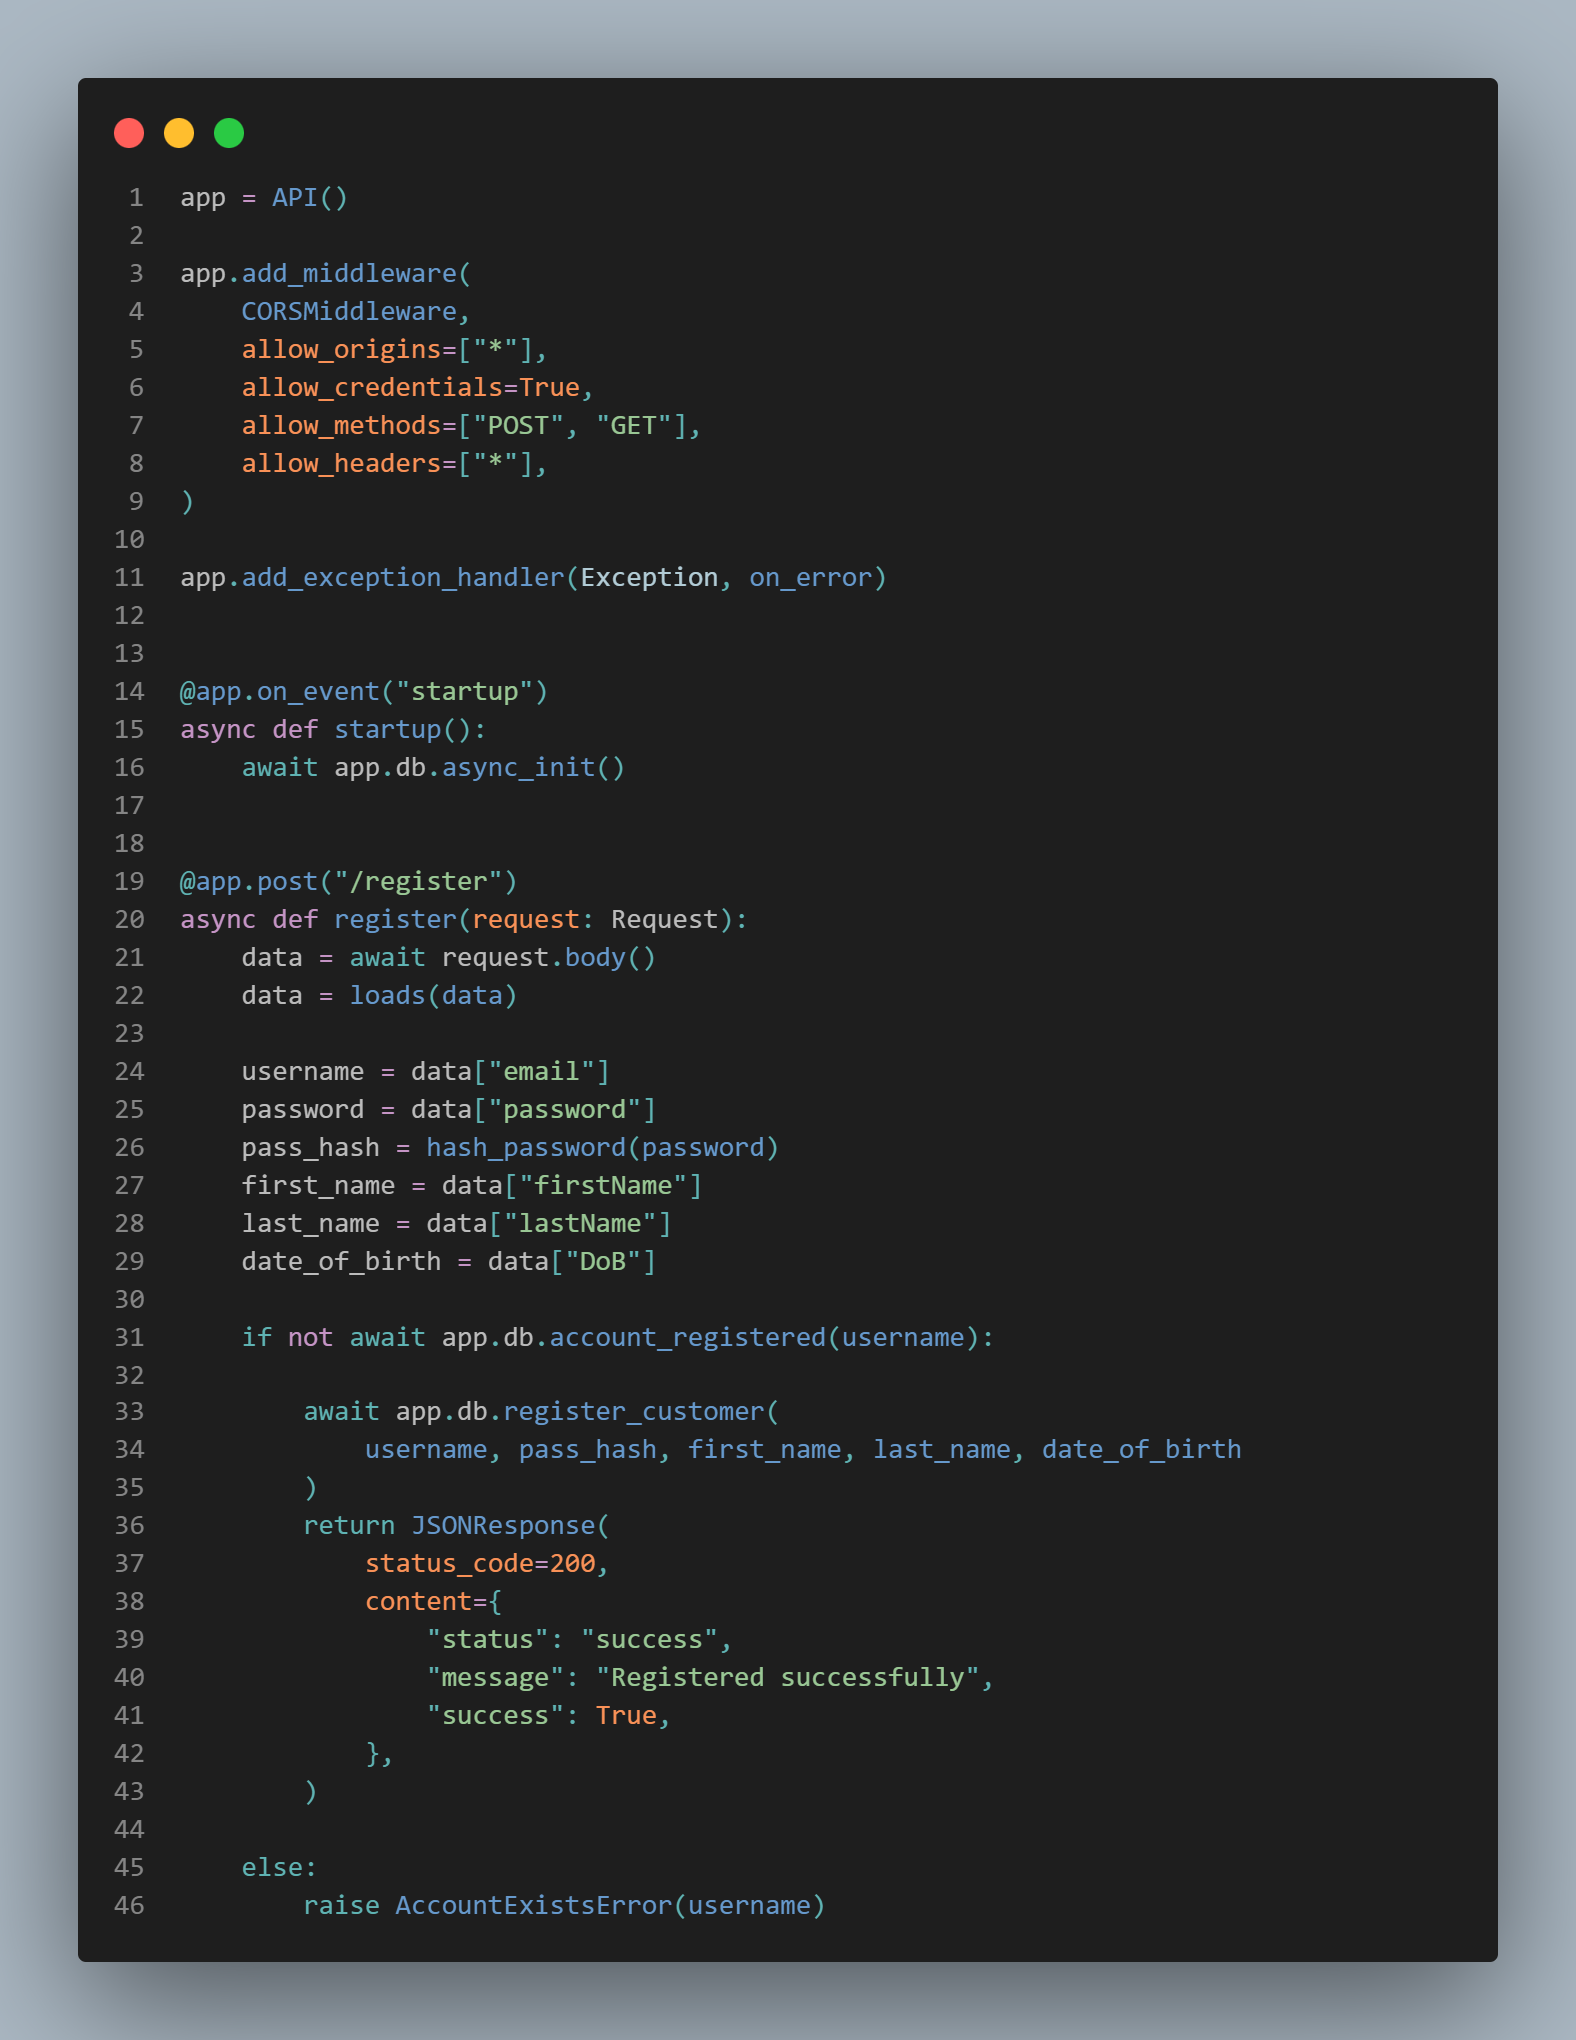 1 app = API()
2
3 app.add_middleware(
4     CORSMiddleware,
5     allow_origins=["*"],
6     allow_credentials=True,
7     allow_methods=["POST", "GET"],
8     allow_headers=["*"],
9 )
10
11 app.add_exception_handler(Exception, on_error)
12
13
14 @app.on_event("startup")
15 async def startup():
16     await app.db.async_init()
17
18
19 @app.post("/register")
20 async def register(request: Request):
21     data = await request.body()
22     data = loads(data)
23
24     username = data["email"]
25     password = data["password"]
26     pass_hash = hash_password(password)
27     first_name = data["firstName"]
28     last_name = data["lastName"]
29     date_of_birth = data["DoB"]
30
31     if not await app.db.account_registered(username):
32
33         await app.db.register_customer(
34             username, pass_hash, first_name, last_name, date_of_birth
35         )
36         return JSONResponse(
37             status_code=200,
38             content={
39                 "status": "success",
40                 "message": "Registered successfully",
41                 "success": True,
42             },
43         )
44
45     else:
46         raise AccountExistsError(username)